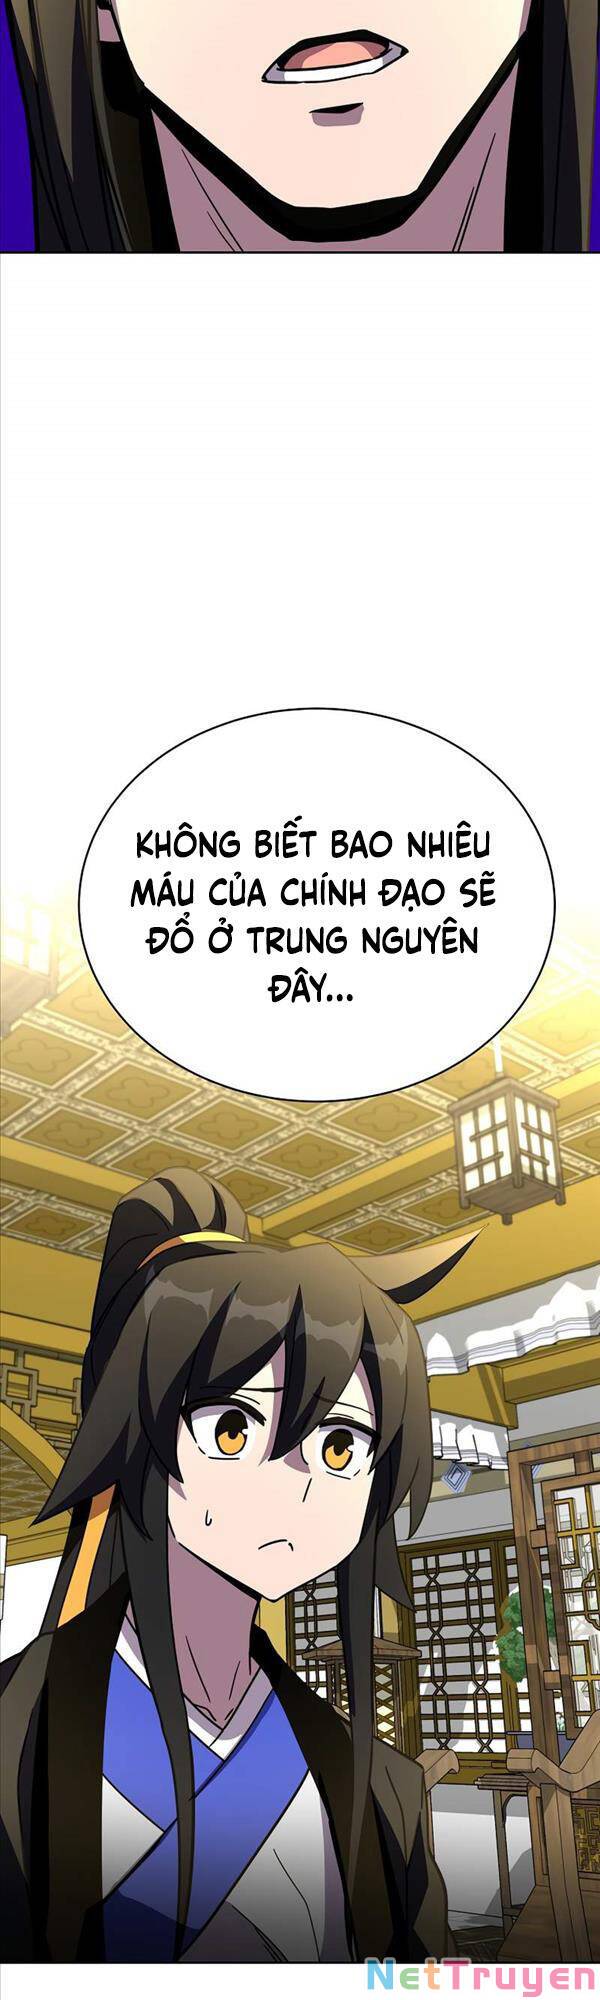 KHÔNG BIẾT BAO NHIÊU
MÁU CỦA CHÍNH ĐẠO SẼ
ĐỔ Ở TRUNG NGUYÊN
ĐÂY...
NetTruyen